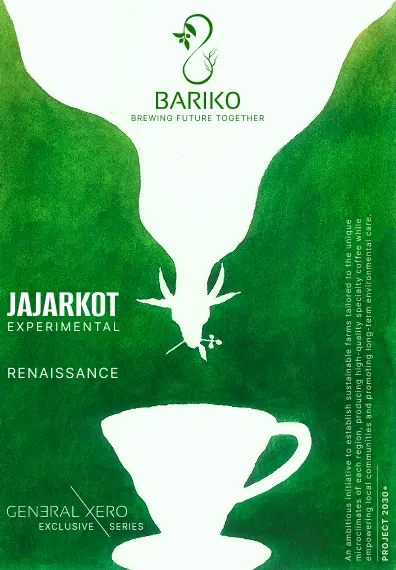 BARIKO
BREWING FUTURE TOGETHER
JAJARKOT
EXPERIMENTAL
RENAISSANCE
GENERAL XERO
EXCLUSIVE SERIES
An ambitious initiative to establish sustainable farms tailored to the unique
microclimates of each region, producing high-quality specialty coffee while
empowering local communities and promoting long-term environmental care.
PROJECT 2030+